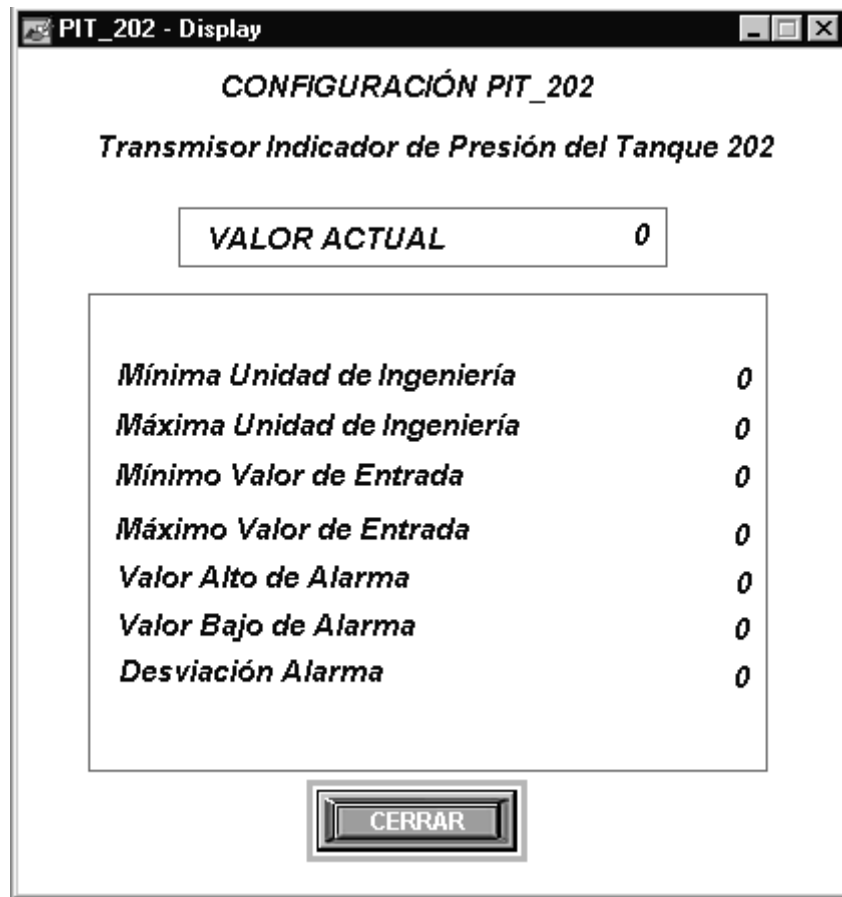 PIT_202 - Display
CONFIGURACIÓN PIT_202
Transmisor Indicador de Presión del Tanque 202
VALOR ACTUAL 0
Mínima Unidad de Ingeniería 0
Máxima Unidad de Ingeniería 0
Mínimo Valor de Entrada 0
Máximo Valor de Entrada 0
Valor Alto de Alarma 0
Valor Bajo de Alarma 0
Desviación Alarma 0
CERRAR